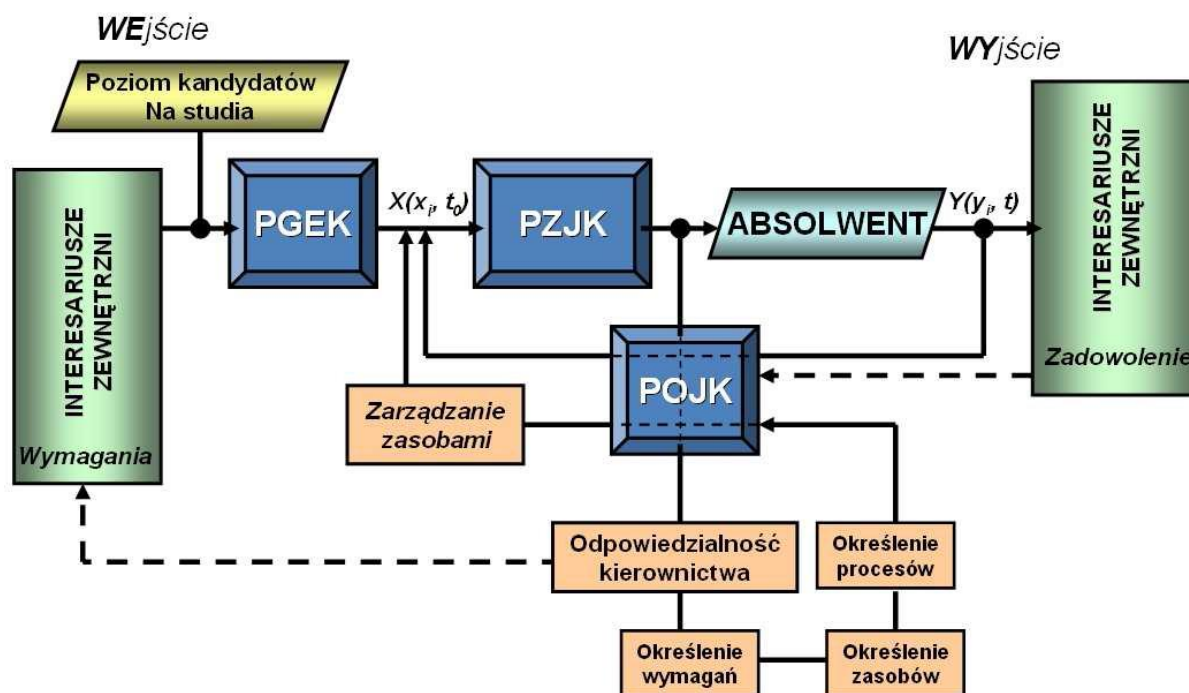 WEjście
Poziom kandydatów
Na studia
INTERESARIUSZE
ZEWNĘTRZNI
Wymagania
PGEK
X(xᵢ, t₀)
PZJK
ABSOLWENT
Y(yᵢ, t)
WYjście
INTERESARIUSZE
ZEWNĘTRZNI
Zadowolenie
POJK
Zarządzanie
zasobami
Odpowiedzialność
kierownictwa
Określenie
procesów
Określenie
wymagań
Określenie
zasobów